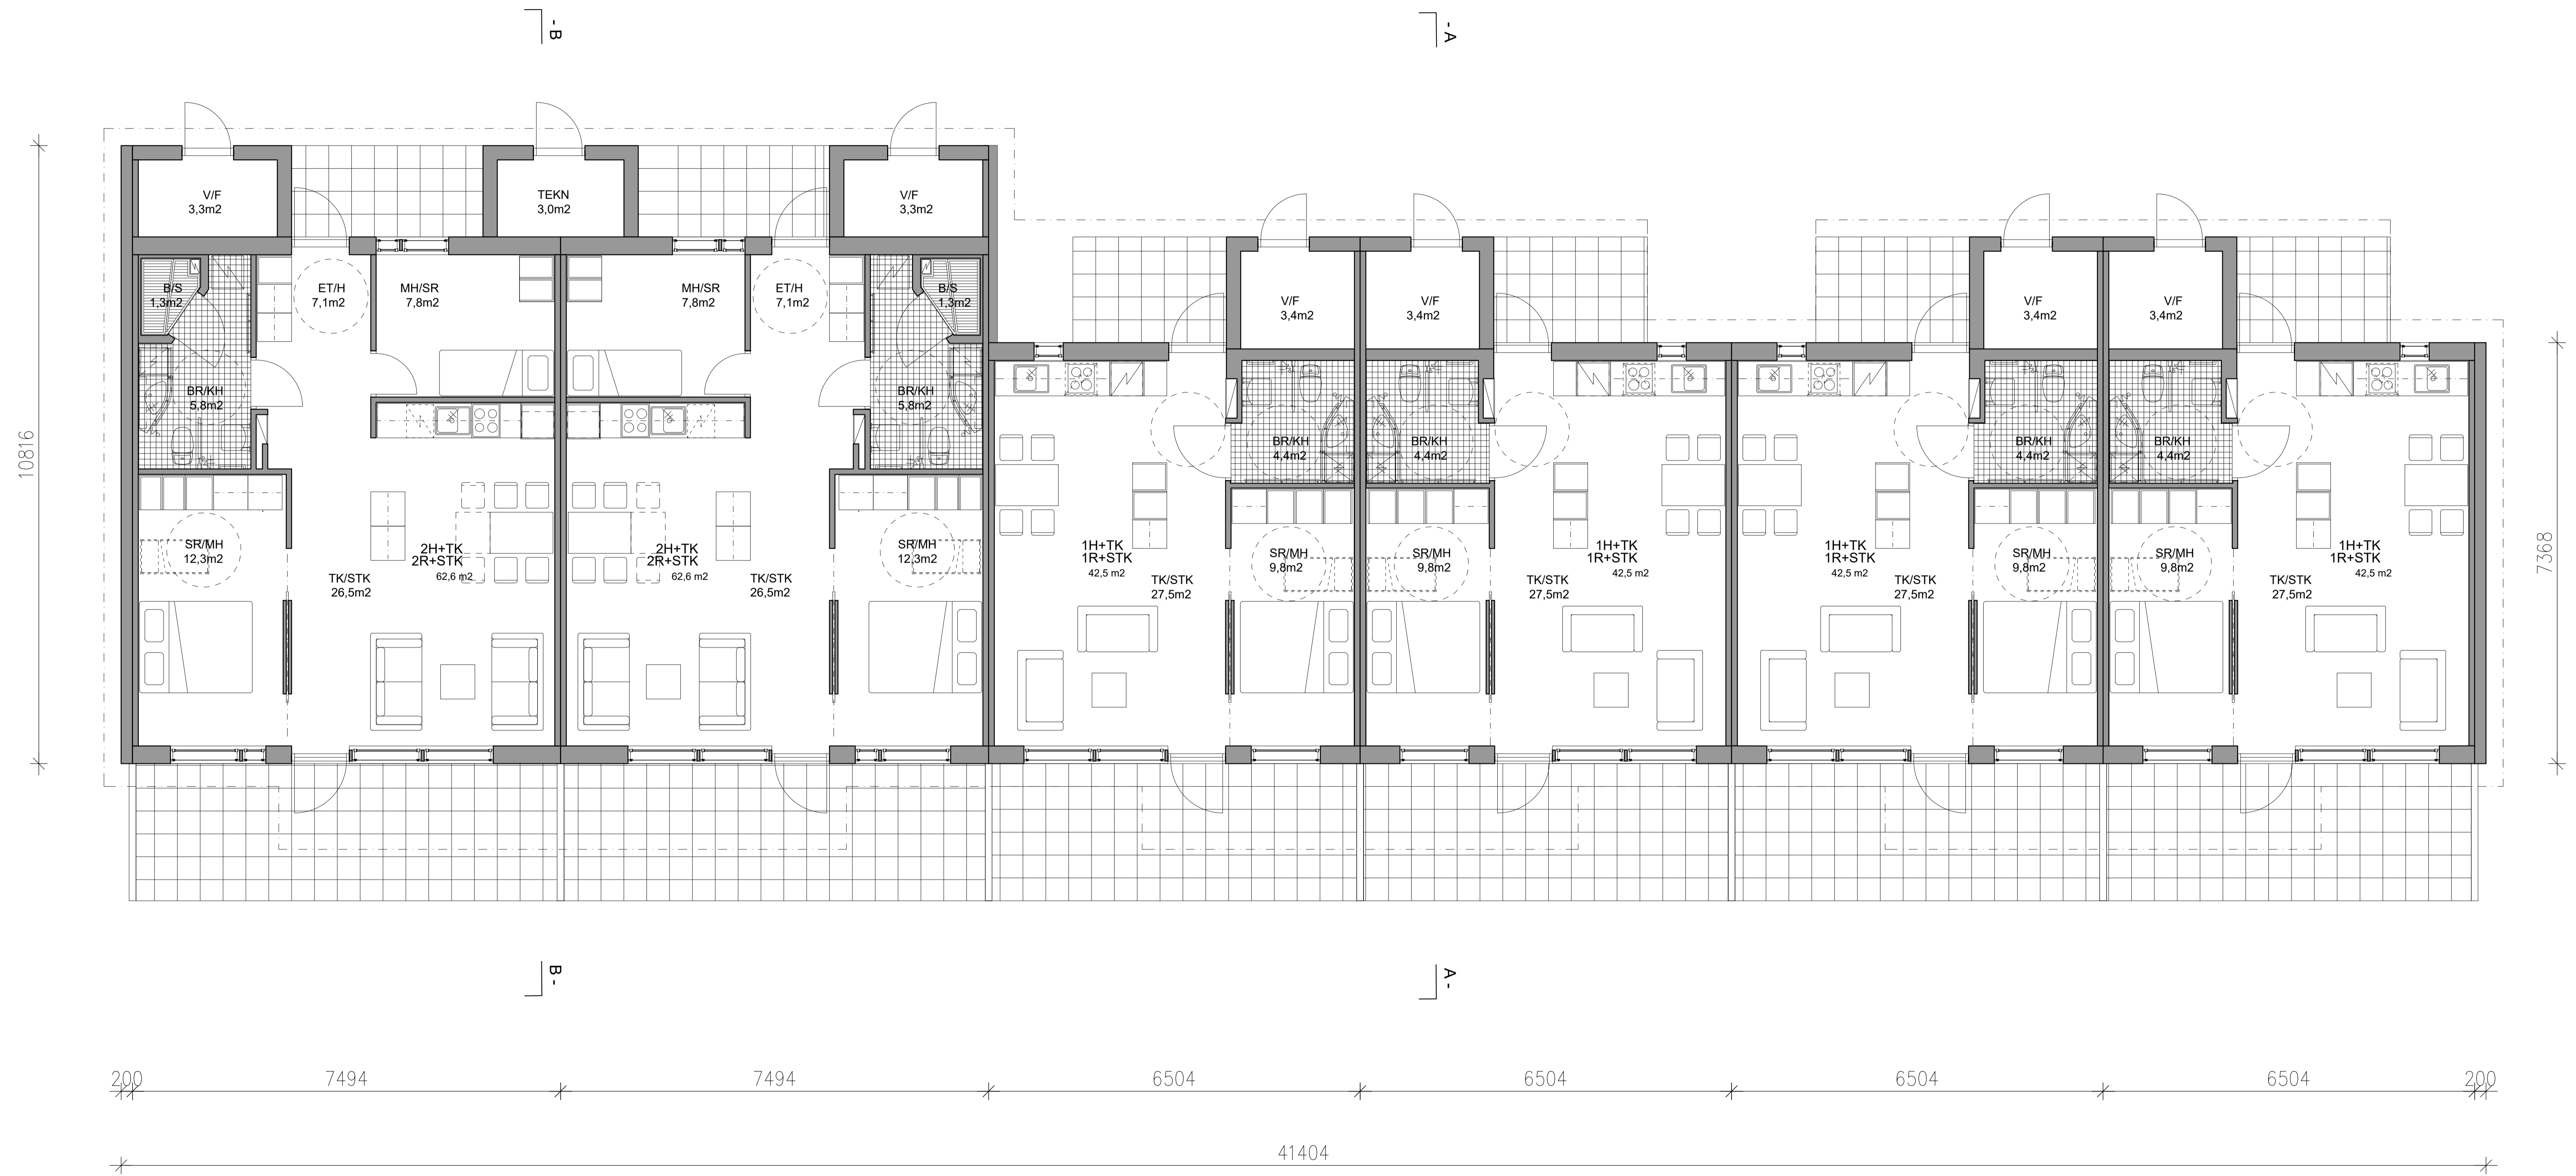 - B
- A
V/F
3,3m2
TEKN
3,0m2
V/F
3,3m2
V/F
3,4m2
V/F
3,4m2
V/F
3,4m2
V/F
3,4m2
B/S
1,3m2
ET/H
7,1m2
MH/SR
7,8m2
MH/SR
7,8m2
ET/H
7,1m2
B/S
1,3m2
BR/KH
5,8m2
BR/KH
5,8m2
BR/KH
4,4m2
BR/KH
4,4m2
BR/KH
4,4m2
BR/KH
4,4m2
10816
7368
SR/MH
12,3m2
2H+TK
2R+STK
62,6 m2
TK/STK
26,5m2
2H+TK
2R+STK
62,6 m2
TK/STK
26,5m2
SR/MH
12,3m2
1H+TK
1R+STK
42,5 m2
TK/STK
27,5m2
SR/MH
9,8m2
SR/MH
9,8m2
TK/STK
27,5m2
1H+TK
1R+STK
42,5 m2
1H+TK
1R+STK
42,5 m2
TK/STK
27,5m2
SR/MH
9,8m2
SR/MH
9,8m2
TK/STK
27,5m2
1H+TK
1R+STK
42,5 m2
B -
A -
200
7494
7494
6504
6504
6504
6504
200
41404